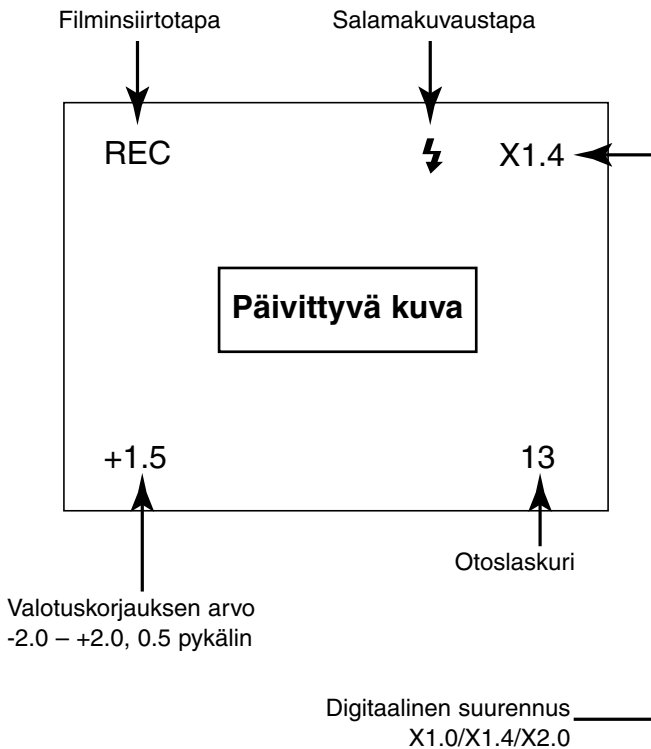 Filminsiirtotapa
Salamakuvaustapa
REC
X1.4
Päivittyvä kuva
+1.5
13
Otoslaskuri
Valotuskorjauksen arvo
-2.0 – +2.0, 0.5 pykälin
Digitaalinen suurennus
X1.0/X1.4/X2.0